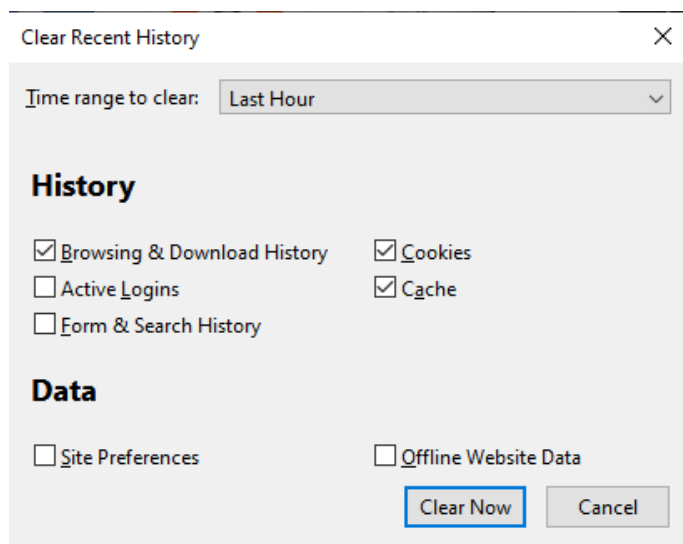 Clear Recent History
Time range to clear: Last Hour
History
Browsing & Download History Cookies
Active Logins Cache
Form & Search History
Data
Site Preferences Offline Website Data
Clear Now Cancel